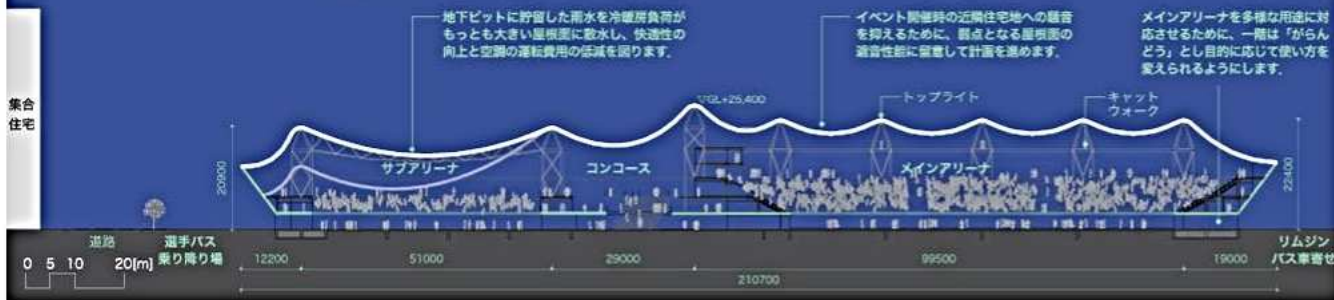 地下ピットに貯留した雨水を冷暖房負荷が
もっとも大きい屋根面に散水し、快適性の
向上と空調の運転費用の低減を図ります。
イベント開催時の近隣住宅地への騒音
を抑えるために、弱点となる屋根面の
遮音性能に留意して計画を進めます。
メインアリーナを多様な用途に対
応させるために、一階は「がらん
どう」とし目的に応じて使い方を
変えられるようにします。
集合
住宅
▽GL+25,400
トップライト
キャット
ウォーク
サブアリーナ
コンコース
メインアリーナ
20900
22400
道路
選手バス
乗り降り場
リムジン
バス車寄せ
0 5 10 20[m]
12200
51000
29000
99500
19000
210700